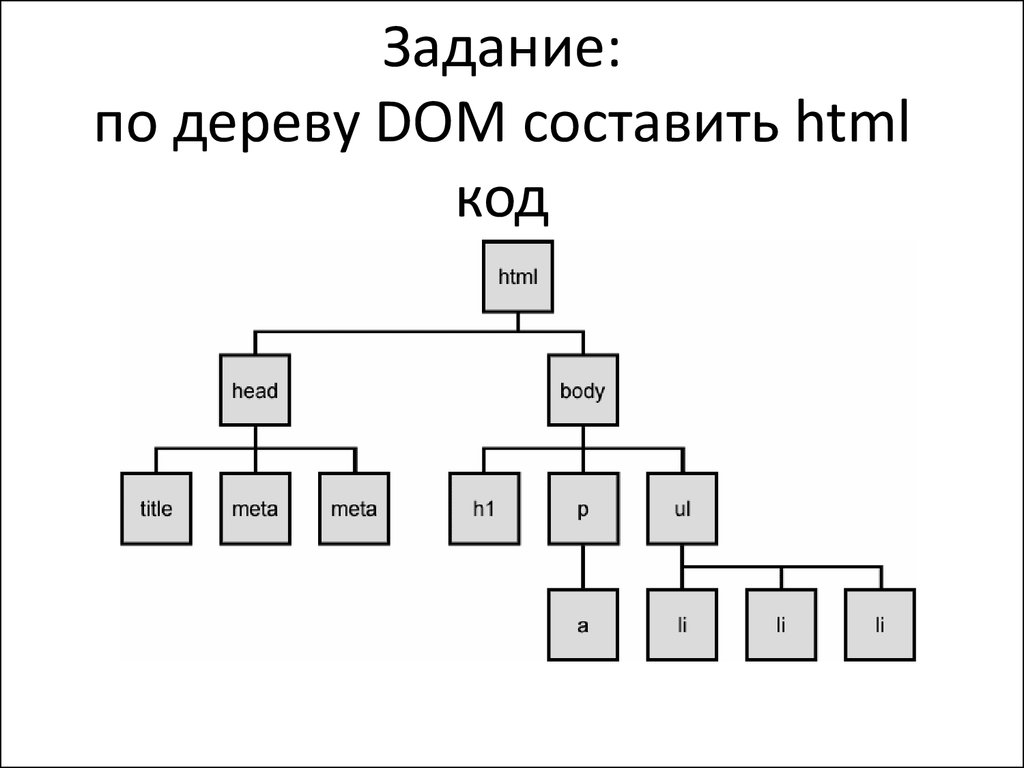 Задание:
по дереву DOM составить html
код
html
head
body
title
meta
meta
h1
p
ul
a
li
li
li